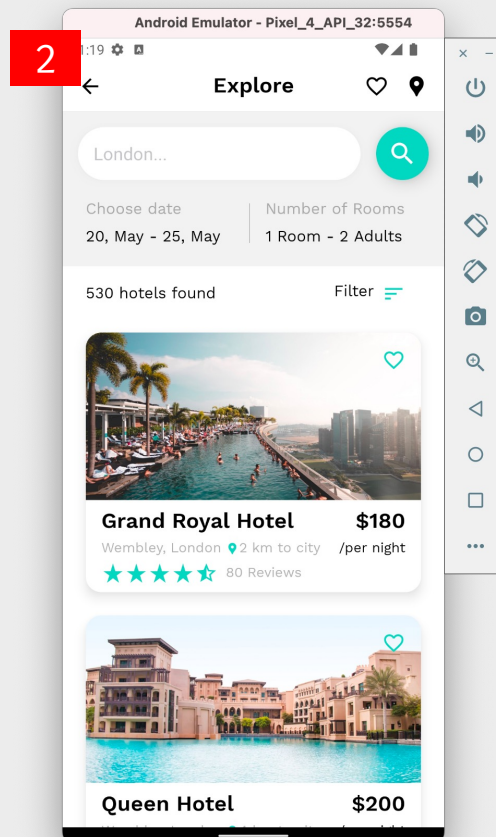 Android Emulator - Pixel_4_API_32:5554
2
1:19
Explore
London...
Choose date
Number of Rooms
20, May - 25, May
1 Room - 2 Adults
530 hotels found
Filter
Grand Royal Hotel
$180
Wembley, London
2 km to city
/per night
80 Reviews
Queen Hotel
$200